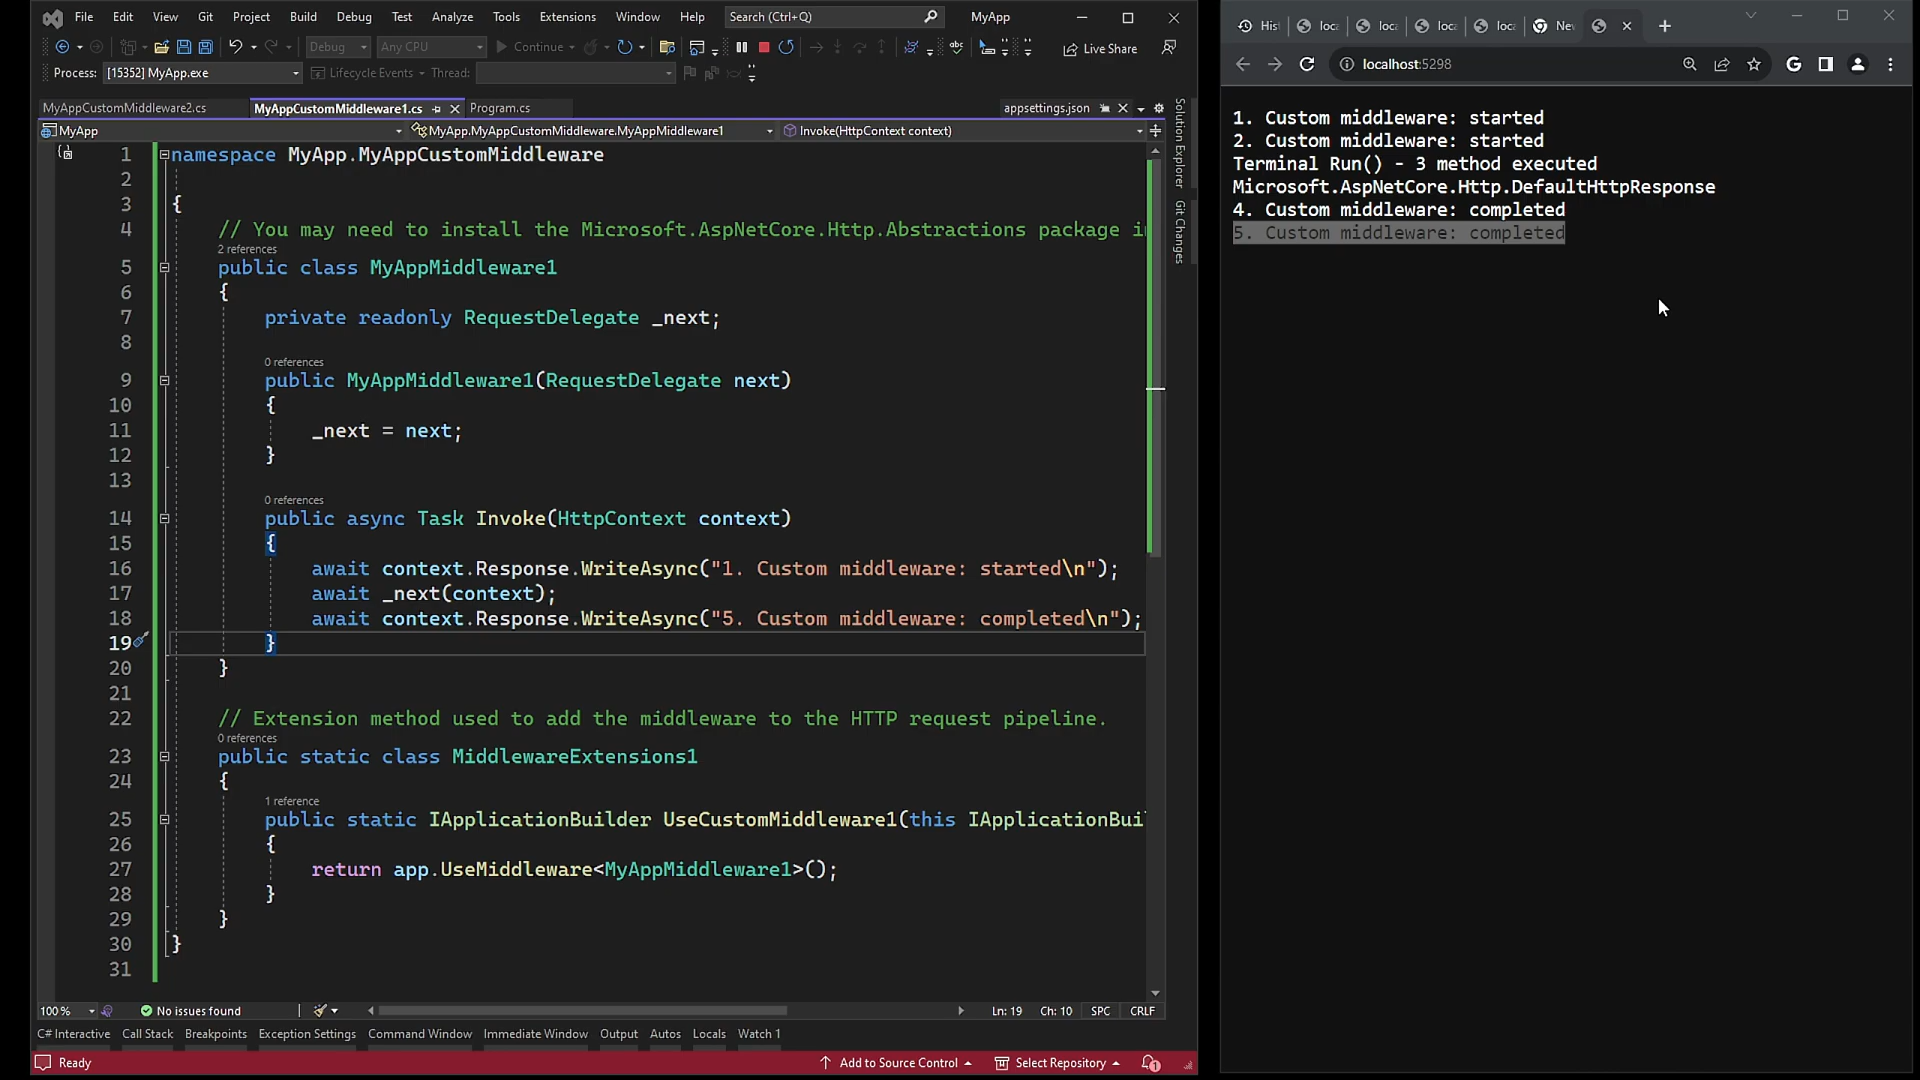 File Edit View Git Project Build Debug Test Analyze Tools Extensions Window Help Search (Ctrl+Q) MyApp
Debug Any CPU Continue Live Share
Process: [15352] MyApp.exe Lifecycle Events Thread:
MyAppCustomMiddleware2.cs MyAppCustomMiddleware1.cs Program.cs appsettings.json
MyApp MyApp.MyAppCustomMiddleware.MyAppMiddleware1 Invoke(HttpContext context)
1 namespace MyApp.MyAppCustomMiddleware
2
3 {
4 // You may need to install the Microsoft.AspNetCore.Http.Abstractions package i
2 references
5 public class MyAppMiddleware1
6 {
7 private readonly RequestDelegate _next;
8
0 references
9 public MyAppMiddleware1(RequestDelegate next)
10 {
11 _next = next;
12 }
13
0 references
14 public async Task Invoke(HttpContext context)
15 {
16 await context.Response.WriteAsync("1. Custom middleware: started\n");
17 await _next(context);
18 await context.Response.WriteAsync("5. Custom middleware: completed\n");
19 }
20 }
21
22 // Extension method used to add the middleware to the HTTP request pipeline.
0 references
23 public static class MiddlewareExtensions1
24 {
1 reference
25 public static IApplicationBuilder UseCustomMiddleware1(this IApplicationBui
26 {
27 return app.UseMiddleware<MyAppMiddleware1>();
28 }
29 }
30 }
31
100 % No issues found Ln: 19 Ch: 10 SPC CRLF
C# Interactive Call Stack Breakpoints Exception Settings Command Window Immediate Window Output Autos Locals Watch 1
Ready Add to Source Control Select Repository 1
Solution Explorer
Git Changes
His loca loca loca loca Nev
localhost:5298
1. Custom middleware: started
2. Custom middleware: started
Terminal Run() - 3 method executed
Microsoft.AspNetCore.Http.DefaultHttpResponse
4. Custom middleware: completed
5. Custom middleware: completed